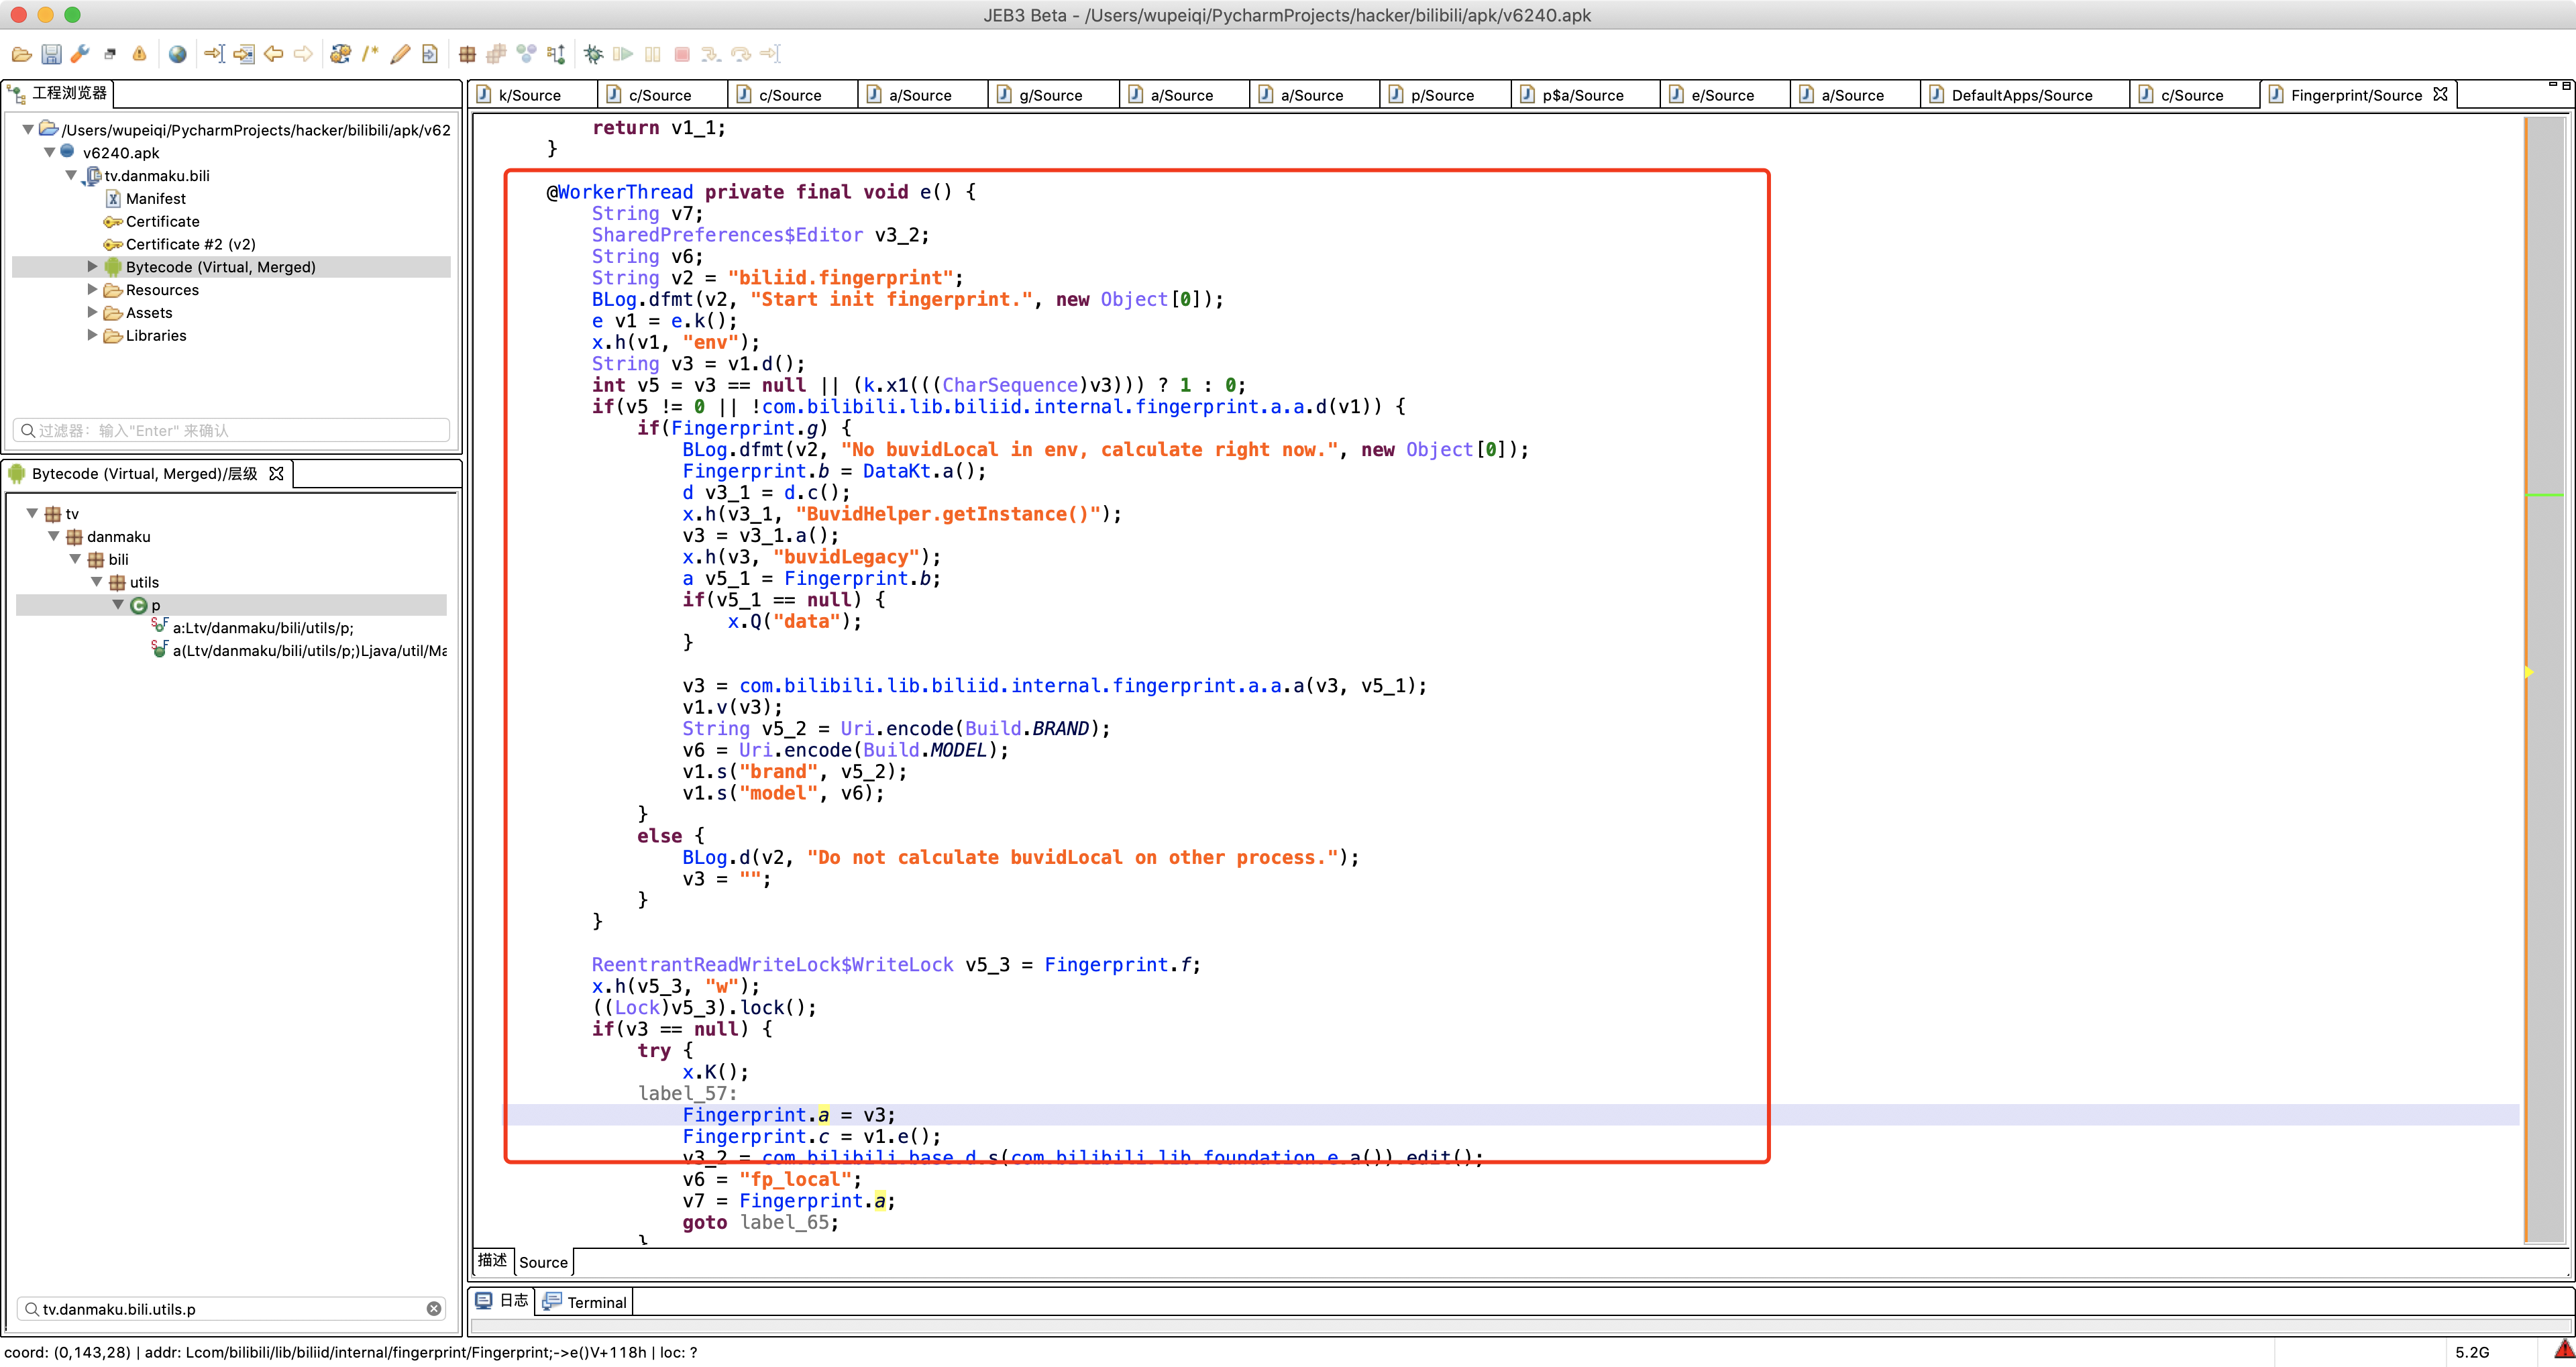 JEB3 Beta - /Users/wupeiqi/PycharmProjects/hacker/bilibili/apk/v6240.apk
工程浏览器
/Users/wupeiqi/PycharmProjects/hacker/bilibili/apk/v62
v6240.apk
tv.danmaku.bili
Manifest
Certificate
Certificate #2 (v2)
Bytecode (Virtual, Merged)
Resources
Assets
Libraries
过滤器：输入"Enter" 来确认
Bytecode (Virtual, Merged)/层级
tv
danmaku
bili
utils
p
a:Ltv/danmaku/bili/utils/p;
a(Ltv/danmaku/bili/utils/p;)Ljava/util/Ma
tv.danmaku.bili.utils.p
k/Source c/Source c/Source a/Source g/Source a/Source a/Source p/Source p$a/Source e/Source a/Source DefaultApps/Source c/Source Fingerprint/Source
return v1_1;
}
@WorkerThread private final void e() {
String v7;
SharedPreferences$Editor v3_2;
String v6;
String v2 = "biliid.fingerprint";
BLog.dfmt(v2, "Start init fingerprint.", new Object[0]);
e v1 = e.k();
x.h(v1, "env");
String v3 = v1.d();
int v5 = v3 == null || (k.x1(((CharSequence)v3))) ? 1 : 0;
if(v5 != 0 || !com.bilibili.lib.biliid.internal.fingerprint.a.a.d(v1)) {
if(Fingerprint.g) {
BLog.dfmt(v2, "No buvidLocal in env, calculate right now.", new Object[0]);
Fingerprint.b = DataKt.a();
d v3_1 = d.c();
x.h(v3_1, "BuvidHelper.getInstance()");
v3 = v3_1.a();
x.h(v3, "buvidLegacy");
a v5_1 = Fingerprint.b;
if(v5_1 == null) {
x.Q("data");
}
v3 = com.bilibili.lib.biliid.internal.fingerprint.a.a.a(v3, v5_1);
v1.v(v3);
String v5_2 = Uri.encode(Build.BRAND);
v6 = Uri.encode(Build.MODEL);
v1.s("brand", v5_2);
v1.s("model", v6);
}
else {
BLog.d(v2, "Do not calculate buvidLocal on other process.");
v3 = "";
}
}
ReentrantReadWriteLock$WriteLock v5_3 = Fingerprint.f;
x.h(v5_3, "w");
((Lock)v5_3).lock();
if(v3 == null) {
try {
x.K();
label_57:
Fingerprint.a = v3;
Fingerprint.c = v1.e();
v3_2 = com.bilibili.base.d.s(com.bilibili.lib.foundation.e.a()).edit();
v6 = "fp_local";
v7 = Fingerprint.a;
goto label_65;
}
描述 Source
日志 Terminal
coord: (0,143,28) | addr: Lcom/bilibili/lib/biliid/internal/fingerprint/Fingerprint;->e()V+118h | loc: ?
5.2G